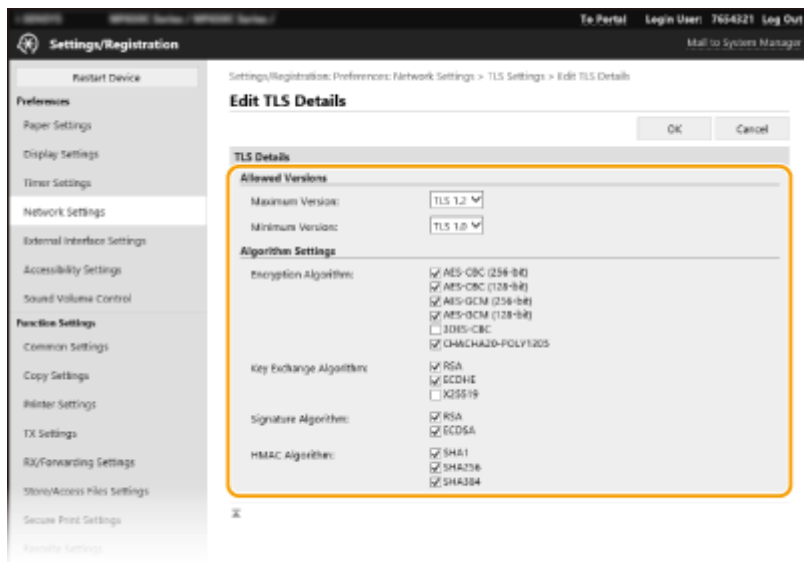 To Portal Login User: 7654321 Log Out
Settings/Registration
Mail to System Manager
Restart Device
Settings/Registration: Preferences: Network Settings > TLS Settings > Edit TLS Details
Preferences
Edit TLS Details
Paper Settings
OK Cancel
Display Settings
TLS Details
Timer Settings
Allowed Versions
Maximum Version: TLS 1.2
Network Settings
Minimum Version: TLS 1.0
External Interface Settings
Algorithm Settings
Accessibility Settings
Encryption Algorithm: AES-CBC (256-bit)
AES-CBC (128-bit)
AES-GCM (256-bit)
AES-GCM (128-bit)
3DES-CBC
CHACHA20-POLY1305
Sound Volume Control
Function Settings
Common Settings
Key Exchange Algorithm: RSA
ECDHE
X25519
Copy Settings
Printer Settings
Signature Algorithm: RSA
ECDSA
TX Settings
HMAC Algorithm: SHA1
SHA256
SHA384
RX/Forwarding Settings
Store/Access Files Settings
Secure Print Settings